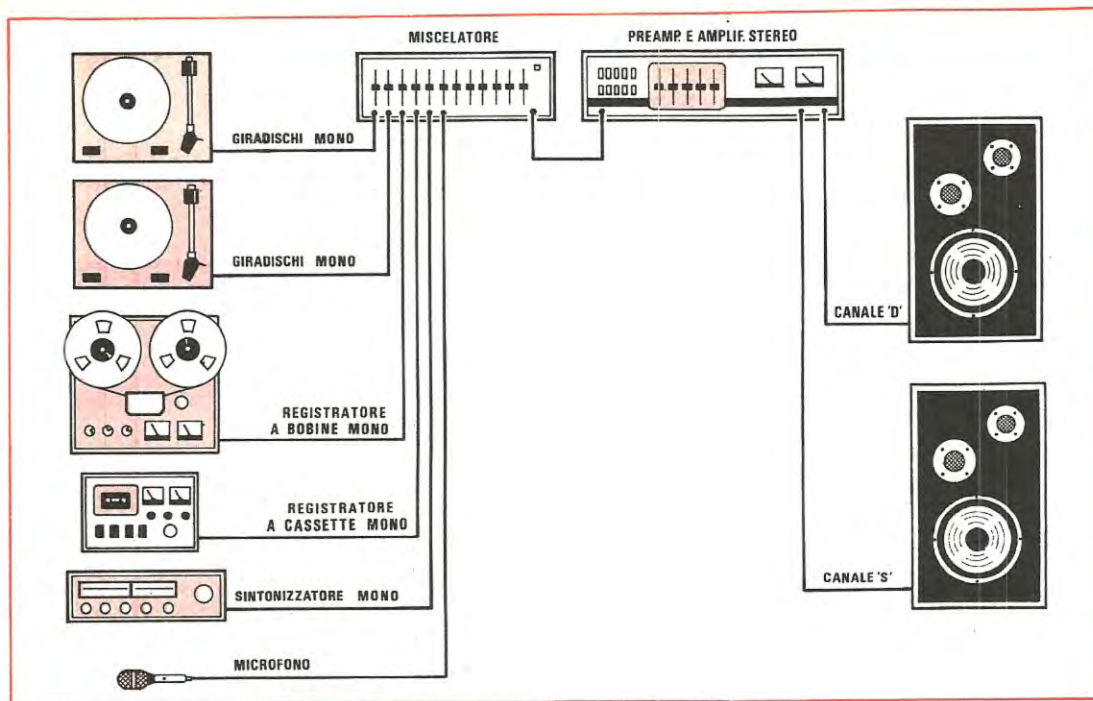 MISCELATORE
PREAMP. E AMPLIF. STEREO
GIRADISCHI MONO
GIRADISCHI MONO
CANALE 'D'
REGISTRATORE
A BOBINE MONO
REGISTRATORE
A CASSETTE MONO
CANALE 'S'
SINTONIZZATORE MONO
MICROFONO